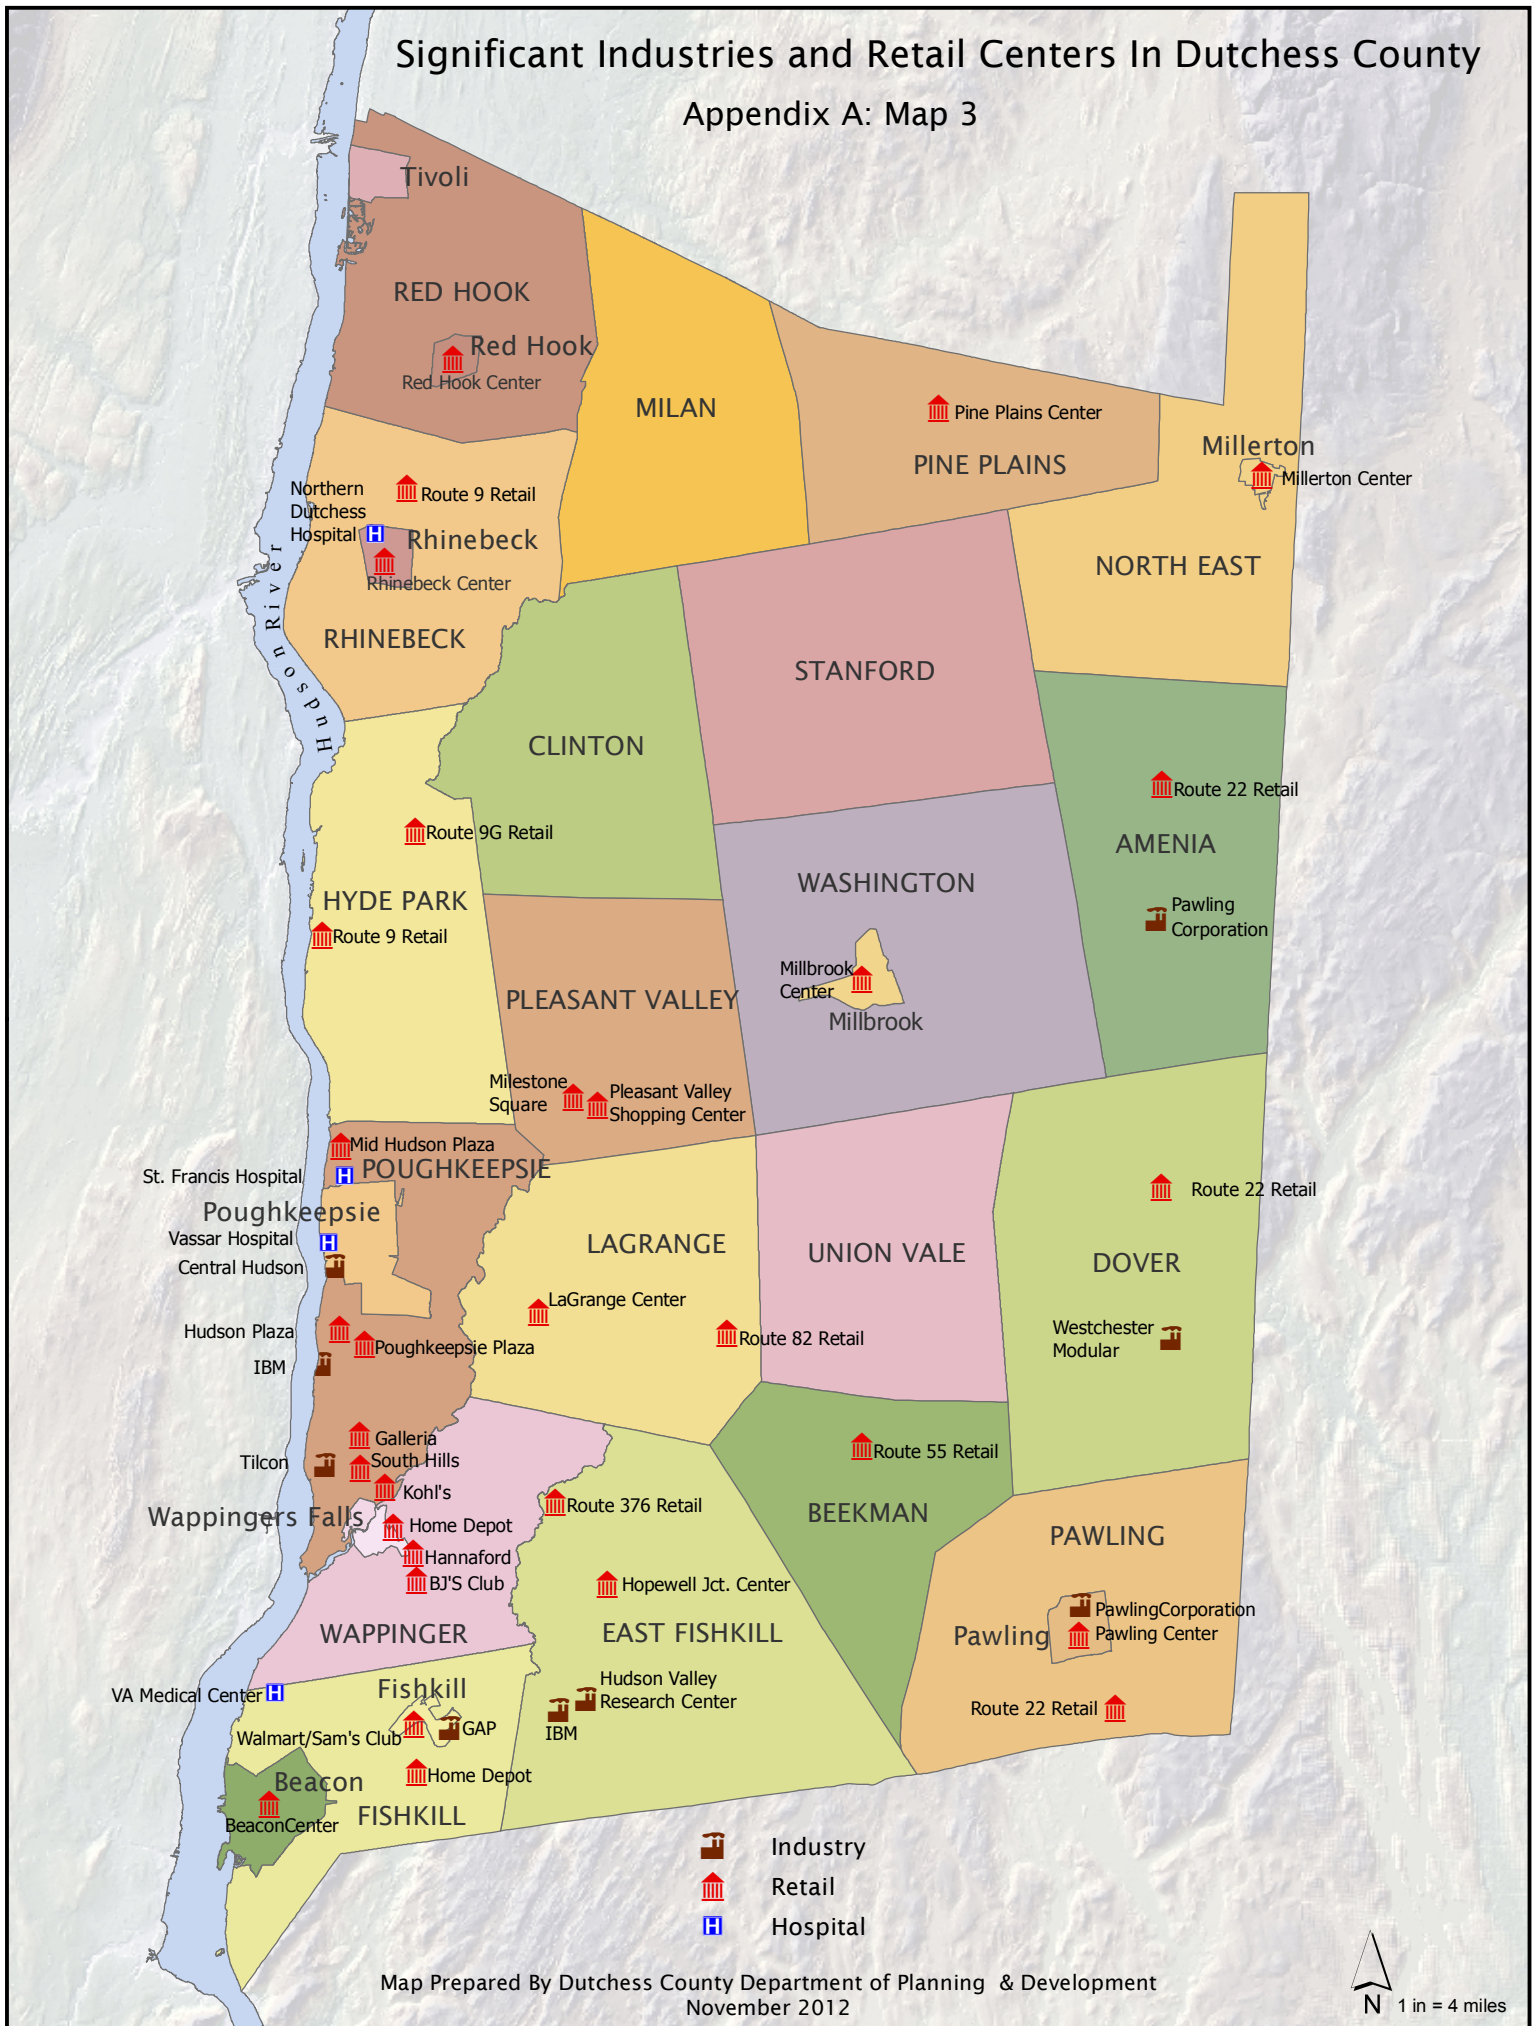 Significant Industries and Retail Centers In Dutchess County
Appendix A: Map 3
Tivoli
RED HOOK
Red Hook
Red Hook Center
MILAN
Pine Plains Center
PINE PLAINS
Millerton
Millerton Center
Northern
Dutchess
Hospital
H
Route 9 Retail
Rhinebeck
Rhinebeck Center
RHINEBECK
NORTH EAST
Hudson River
STANFORD
CLINTON
Route 22 Retail
AMENIA
Route 9G Retail
WASHINGTON
HYDE PARK
Route 9 Retail
Pawling
Corporation
Millbrook
Center
Millbrook
PLEASANT VALLEY
Milestone
Square
Pleasant Valley
Shopping Center
Mid Hudson Plaza
St. Francis Hospital
H
POUGHKEEPSIE
Poughkeepsie
Vassar Hospital
H
Central Hudson
Route 22 Retail
LAGRANGE
UNION VALE
DOVER
LaGrange Center
Route 82 Retail
Westchester
Modular
Hudson Plaza
Poughkeepsie Plaza
IBM
Galleria
South Hills
Tilcon
Kohl's
Route 55 Retail
Wappingers Falls
Home Depot
Route 376 Retail
BEEKMAN
PAWLING
Hannaford
BJ'S Club
Hopewell Jct. Center
WAPPINGER
EAST FISHKILL
PawlingCorporation
Pawling
Pawling Center
VA Medical Center
H
Fishkill
Hudson Valley
Research Center
IBM
Route 22 Retail
Walmart/Sam's Club
GAP
Home Depot
Beacon
BeaconCenter
FISHKILL
Industry
Retail
H
Hospital
Map Prepared By Dutchess County Department of Planning & Development
November 2012
N
1 in = 4 miles